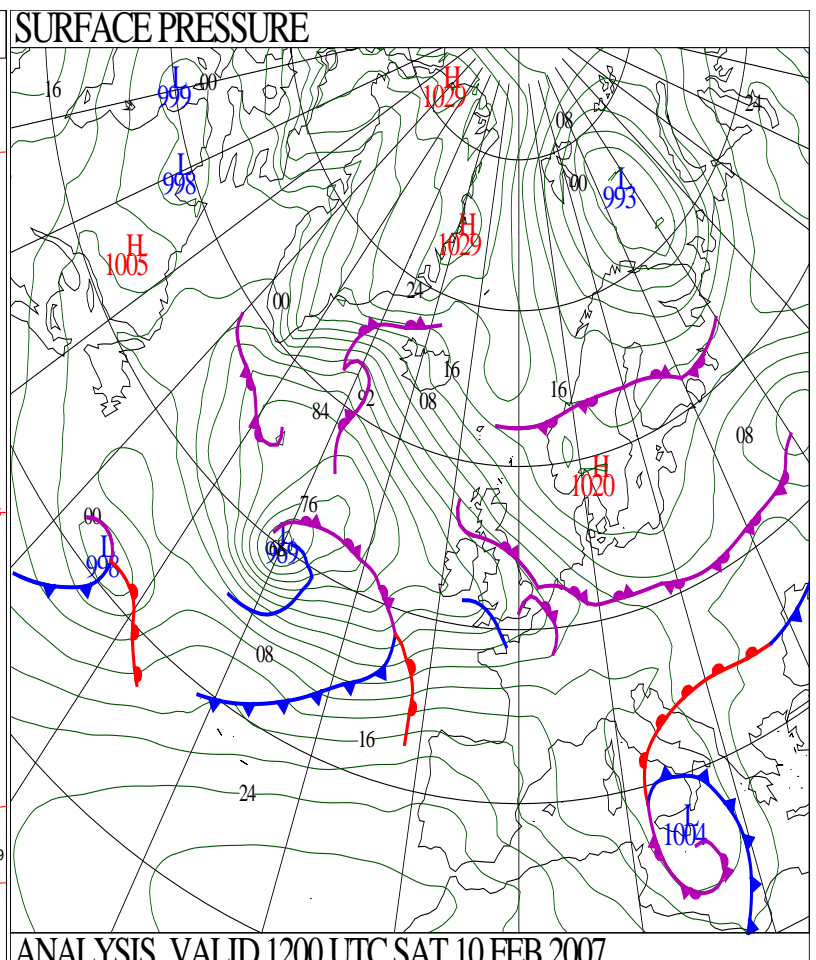 SURFACE PRESSURE
L
999
00
16
H
1029
08
24
L
998
00
L
993
H
1005
H
1029
24
00
16
16
92
84
08
08
H
1020
76
00
L
998
L
08
16
24
L
1004
ANALYSIS VALID 1200 UTC SAT 10 FEB 2007